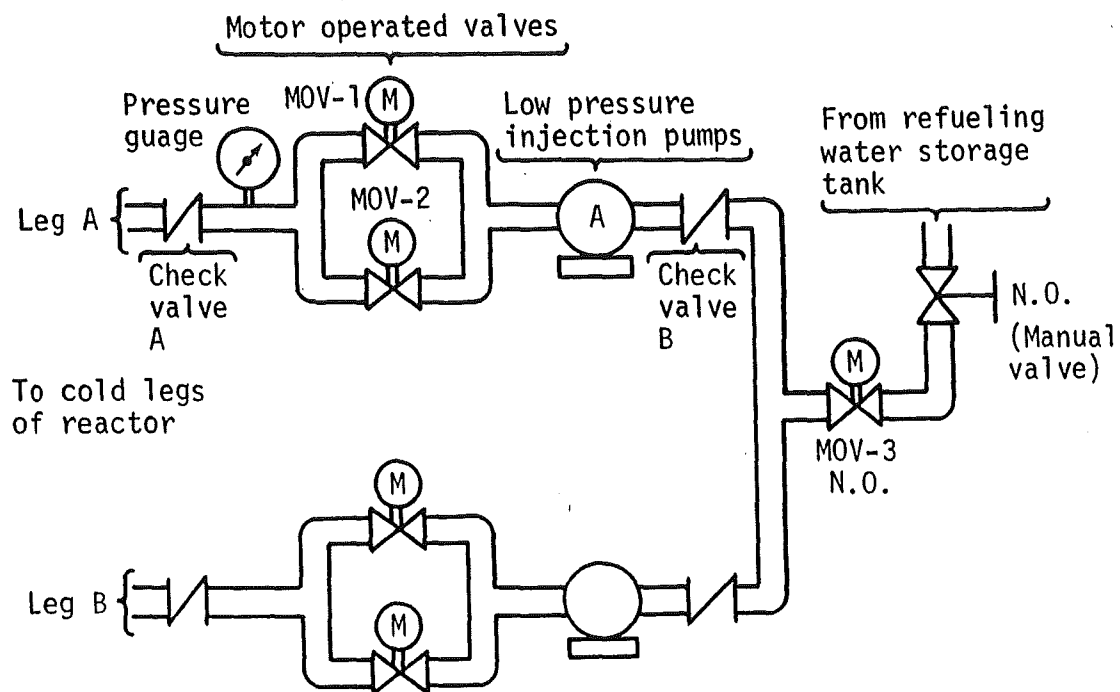 Motor operated valves
Pressure
guage
MOV-1
M
Low pressure
injection pumps
From refueling
water storage
tank
MOV-2
M
Leg A
A
Check
valve
A
Check
valve
B
N.O.
(Manual
valve)
To cold legs
of reactor
M
MOV-3
N.O.
M
Leg B
M